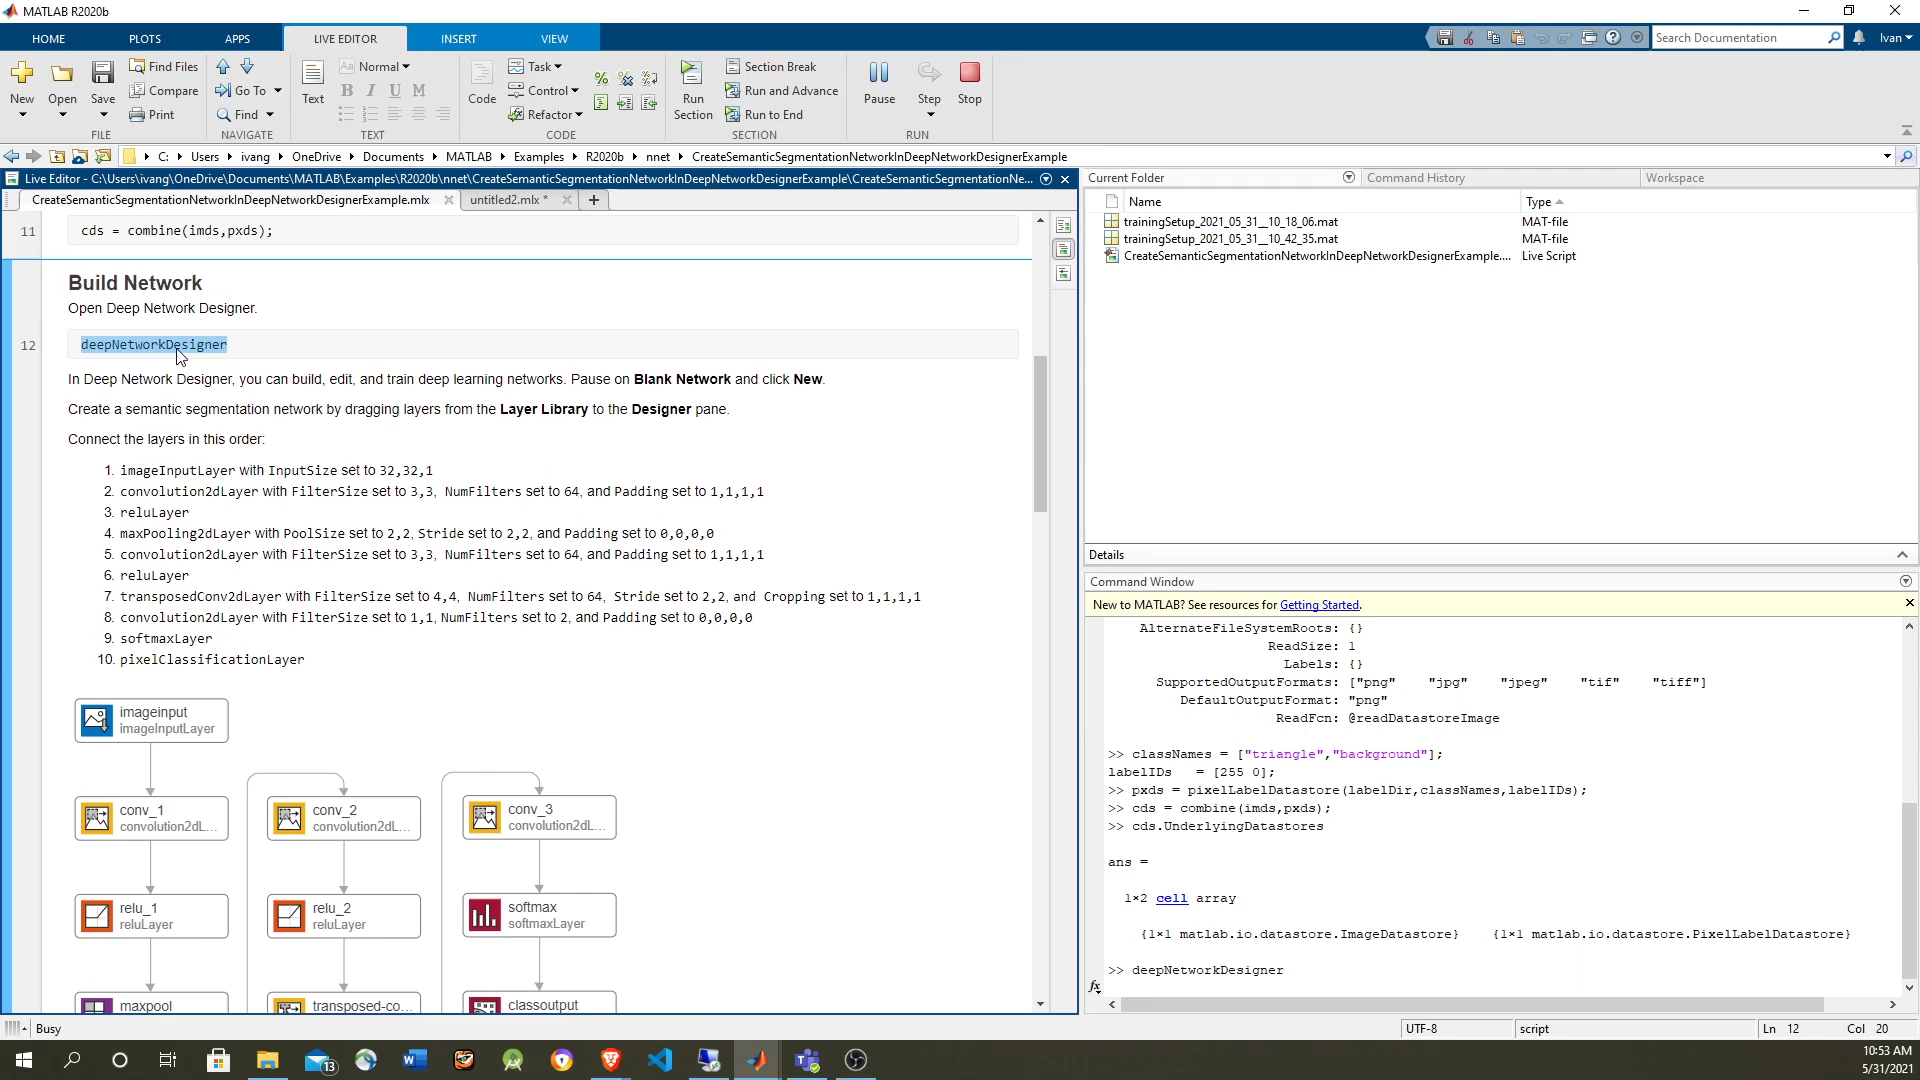 MATLAB R2020b
HOME PLOTS APPS LIVE EDITOR INSERT VIEW Search Documentation Ivan
New Open Save Find Files Compare Print Go To Find Text Normal B I U M Code Task Control Refactor Run Section Section Break Run and Advance Run to End Pause Step Stop
FILE NAVIGATE TEXT CODE SECTION RUN
C: Users ivang OneDrive Documents MATLAB Examples R2020b nnet CreateSemanticSegmentationNetworkInDeepNetworkDesignerExample
Live Editor - C:\Users\ivang\OneDrive\Documents\MATLAB\Examples\R2020b\nnet\CreateSemanticSegmentationNetworkInDeepNetworkDesignerExample\CreateSemanticSegmentationNe...
CreateSemanticSegmentationNetworkInDeepNetworkDesignerExample.mlx untitled2.mlx *
11 cds = combine(imds,pxds);
Build Network
Open Deep Network Designer.
12 deepNetworkDesigner
In Deep Network Designer, you can build, edit, and train deep learning networks. Pause on Blank Network and click New.
Create a semantic segmentation network by dragging layers from the Layer Library to the Designer pane.
Connect the layers in this order:
1. imageInputLayer with InputSize set to 32,32,1
2. convolution2dLayer with FilterSize set to 3,3, NumFilters set to 64, and Padding set to 1,1,1,1
3. reluLayer
4. maxPooling2dLayer with PoolSize set to 2,2, Stride set to 2,2, and Padding set to 0,0,0,0
5. convolution2dLayer with FilterSize set to 3,3, NumFilters set to 64, and Padding set to 1,1,1,1
6. reluLayer
7. transposedConv2dLayer with FilterSize set to 4,4, NumFilters set to 64, Stride set to 2,2, and Cropping set to 1,1,1,1
8. convolution2dLayer with FilterSize set to 1,1, NumFilters set to 2, and Padding set to 0,0,0,0
9. softmaxLayer
10. pixelClassificationLayer
imageinput
imageInputLayer
conv_1 conv_2 conv_3
convolution2dL... convolution2dL... convolution2dL...
relu_1 relu_2 softmax
reluLayer reluLayer softmaxLayer
maxpool transposed-co... classoutput
Current Folder Command History Workspace
Name Type
trainingSetup_2021_05_31__10_18_06.mat MAT-file
trainingSetup_2021_05_31__10_42_35.mat MAT-file
CreateSemanticSegmentationNetworkInDeepNetworkDesignerExample.... Live Script
Details
Command Window
New to MATLAB? See resources for Getting Started.
AlternateFileSystemRoots: {}
ReadSize: 1
Labels: {}
SupportedOutputFormats: ["png" "jpg" "jpeg" "tif" "tiff"]
DefaultOutputFormat: "png"
ReadFcn: @readDatastoreImage
>> classNames = ["triangle","background"];
labelIDs = [255 0];
>> pxds = pixelLabelDatastore(labelDir,classNames,labelIDs);
>> cds = combine(imds,pxds);
>> cds.UnderlyingDatastores
ans =
1×2 cell array
{1×1 matlab.io.datastore.ImageDatastore} {1×1 matlab.io.datastore.PixelLabelDatastore}
>> deepNetworkDesigner
fx
Busy UTF-8 script Ln 12 Col 20
13
10:53 AM
5/31/2021